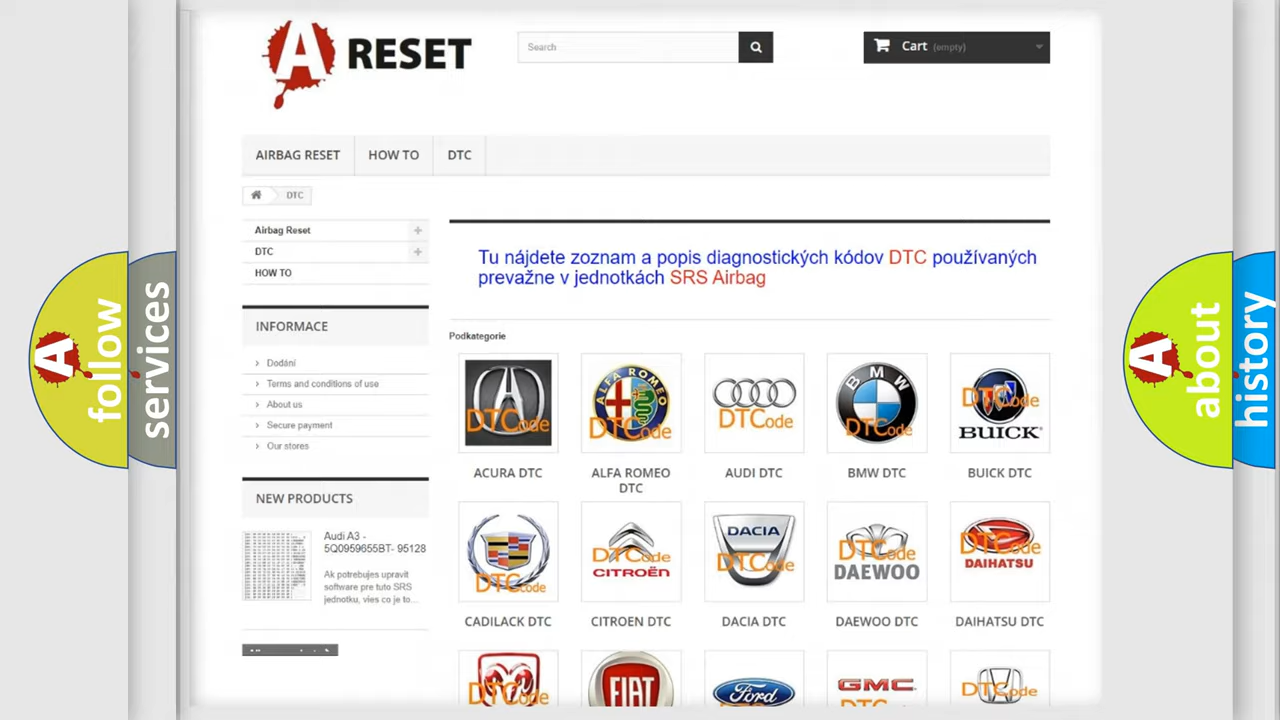 A RESET
Search
Cart (empty)
AIRBAG RESET
HOW TO
DTC
DTC
Airbag Reset
DTC
HOW TO
INFORMACE
Dodání
Terms and conditions of use
About us
Secure payment
Our stores
NEW PRODUCTS
Audi A3 -
5Q0959655BT- 95128
Ak potrebujes upravit
software pre tuto SRS
jednotku, vies co je to...
Tu nájdete zoznam a popis diagnostických kódov DTC používaných
prevažne v jednotkách SRS Airbag
Podkategorie
DTCode
ALFA ROMEO
DTCode
DTCode
BMW
DTCode
DTCode
BUICK
ACURA DTC
ALFA ROMEO
DTC
AUDI DTC
BMW DTC
BUICK DTC
DTCode
DTCode
CITROËN
DACIA
DTCode
DTCode
DAEWOO
DTCode
DAIHATSU
CADILACK DTC
CITROEN DTC
DACIA DTC
DAEWOO DTC
DAIHATSU DTC
DTCode
FIAT
Ford
GMC
DTCode
A follow
services
A about
history